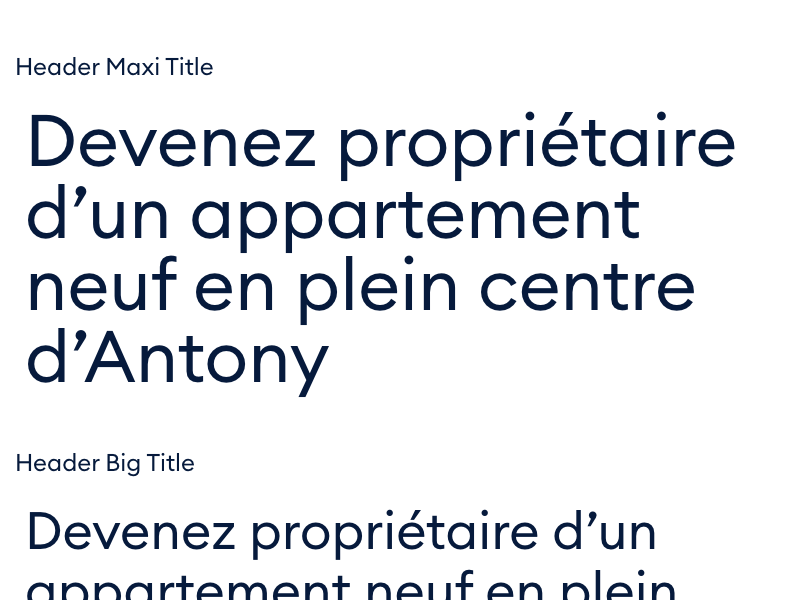 Header Maxi Title
Devenez propriétaire
d’un appartement
neuf en plein centre
d’Antony
Header Big Title
Devenez propriétaire d’un
appartement neuf en plein